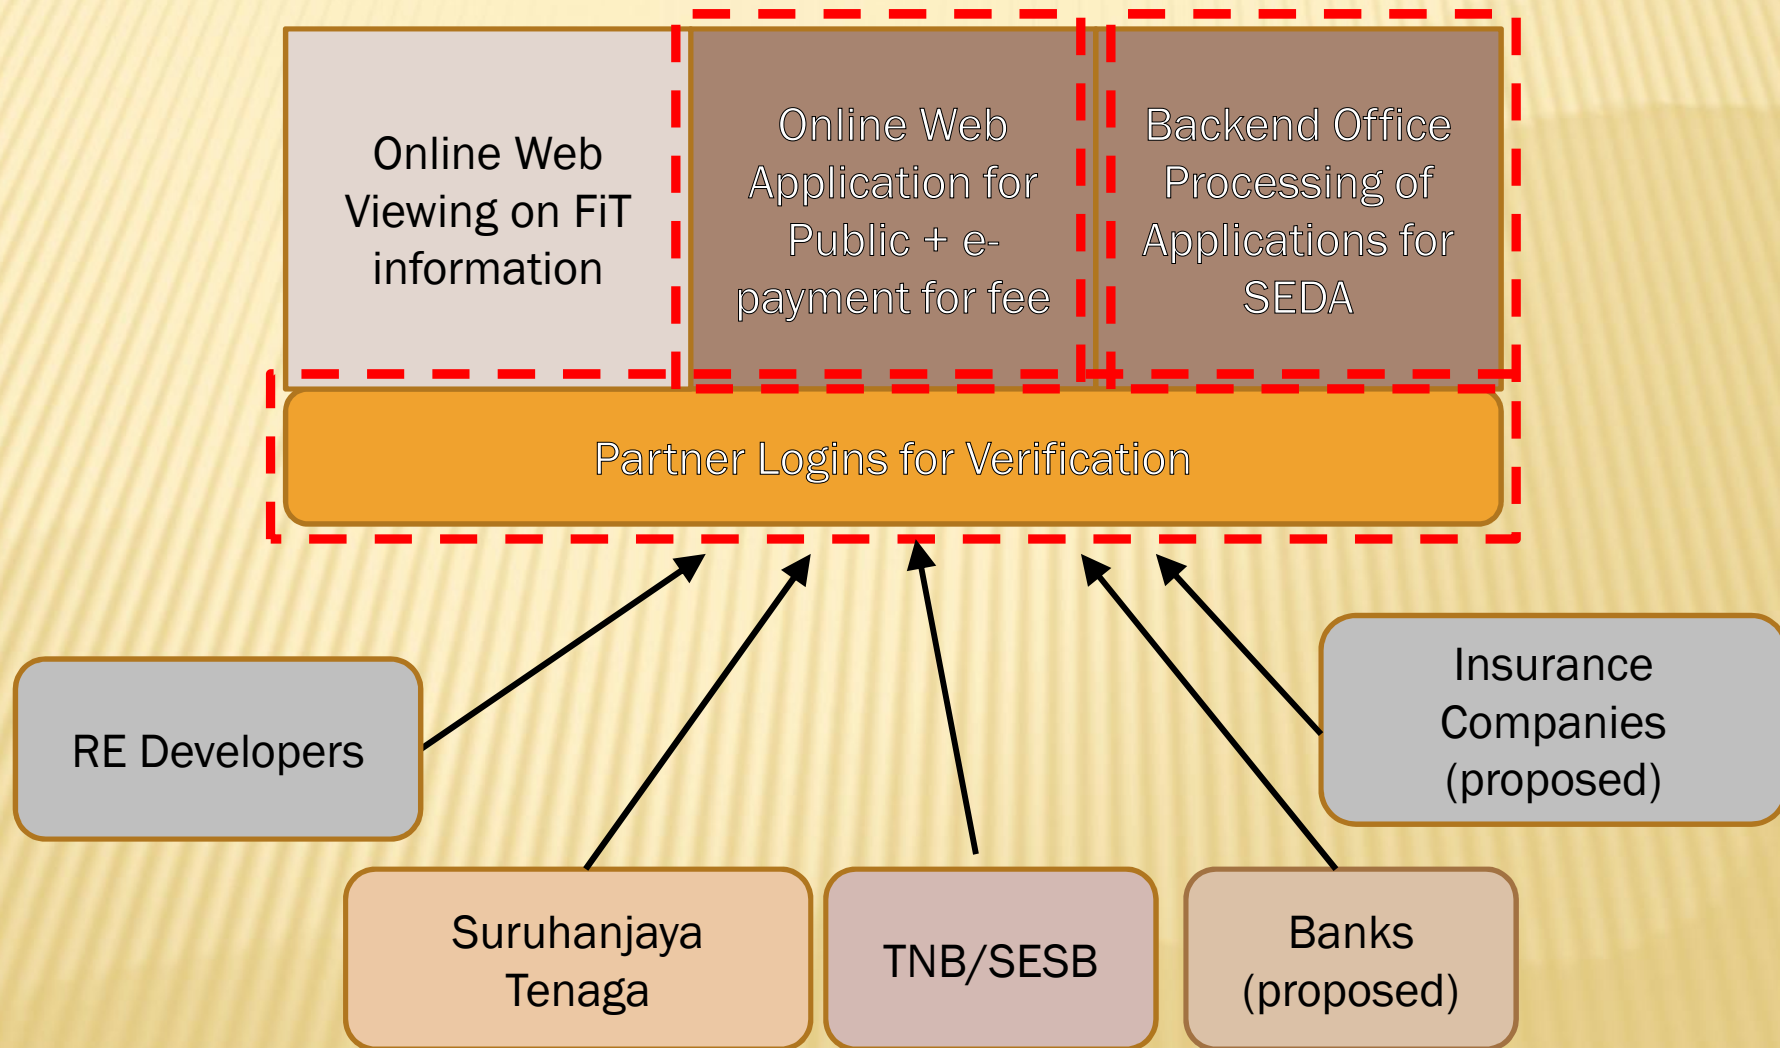 Online Web
Viewing on FiT
information
Online Web
Application for
Public + e-
payment for fee
Backend Office
Processing of
Applications for
SEDA
Partner Logins for Verification
RE Developers
Suruhanjaya
Tenaga
TNB/SESB
Banks
(proposed)
Insurance
Companies
(proposed)